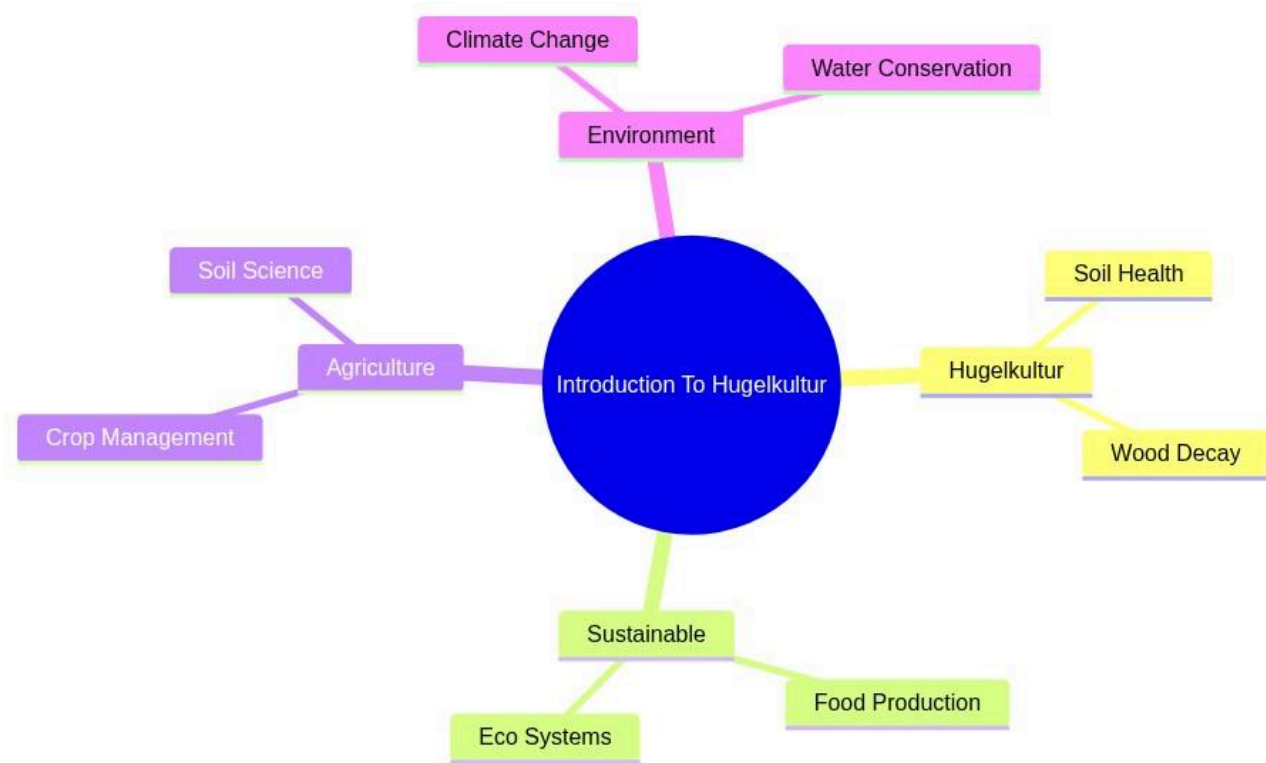 Climate Change
Water Conservation
Environment
Soil Science
Soil Health
Agriculture
Hugelkultur
Introduction To Hugelkultur
Crop Management
Wood Decay
Sustainable
Food Production
Eco Systems